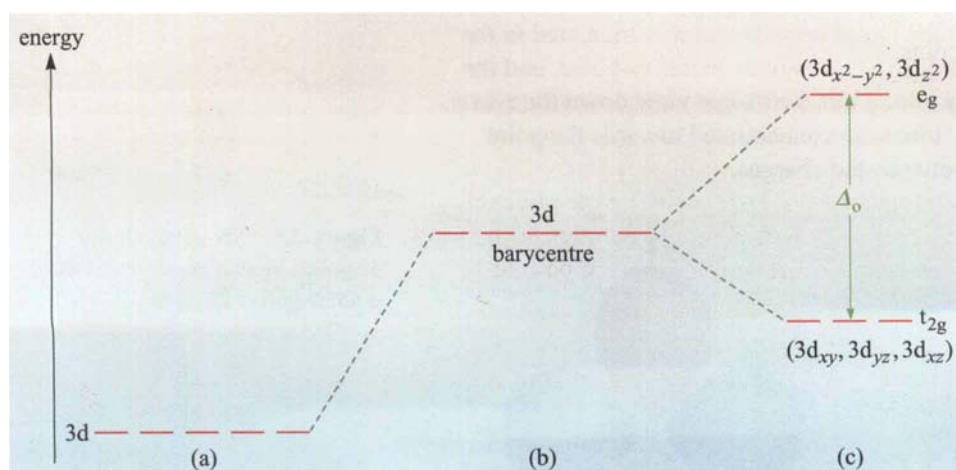 energy
(3dx²−y², 3dz²)
eg
Δo
3d
barycentre
t2g
(3dxy, 3dyz, 3dxz)
3d
(a)
(b)
(c)